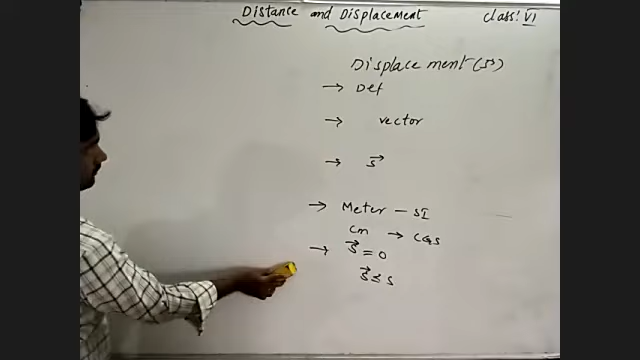 Distance and Displacement
Class: VI
Displacement (s⃗)
→ Def
→ vector
→ s⃗
→ Meter — SI
cm → CGS
→ s⃗ = 0
s⃗ ≤ s